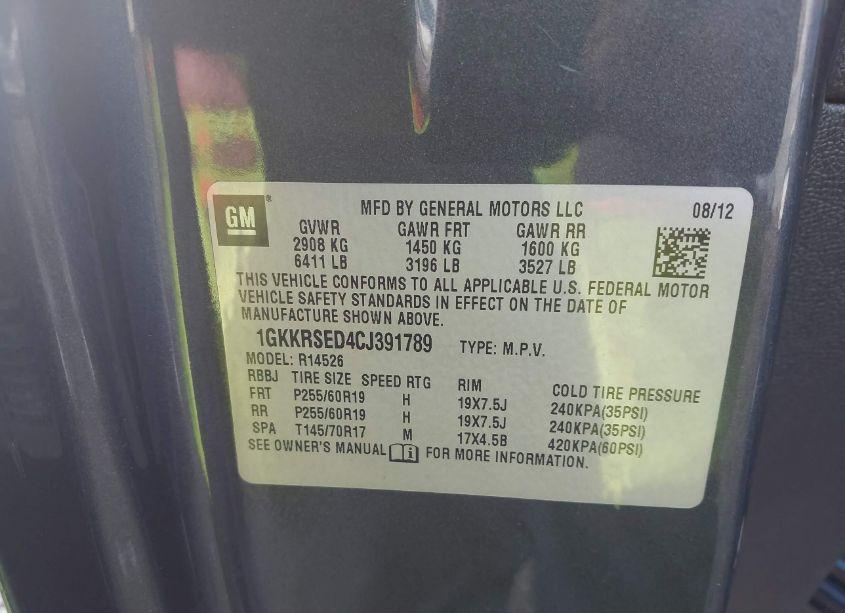 GM ® MFD BY GENERAL MOTORS LLC 08/12
GVWR GAWR FRT GAWR RR
2908 KG 1450 KG 1600 KG
6411 LB 3196 LB 3527 LB
THIS VEHICLE CONFORMS TO ALL APPLICABLE U.S. FEDERAL MOTOR
VEHICLE SAFETY STANDARDS IN EFFECT ON THE DATE OF
MANUFACTURE SHOWN ABOVE.
1GKKRSED4CJ391789 TYPE: M.P.V.
MODEL: R14526
RBBJ TIRE SIZE SPEED RTG RIM COLD TIRE PRESSURE
FRT P255/60R19 H 19X7.5J 240KPA(35PSI)
RR P255/60R19 H 19X7.5J 240KPA(35PSI)
SPA T145/70R17 M 17X4.5B 420KPA(60PSI)
SEE OWNER'S MANUAL i FOR MORE INFORMATION.